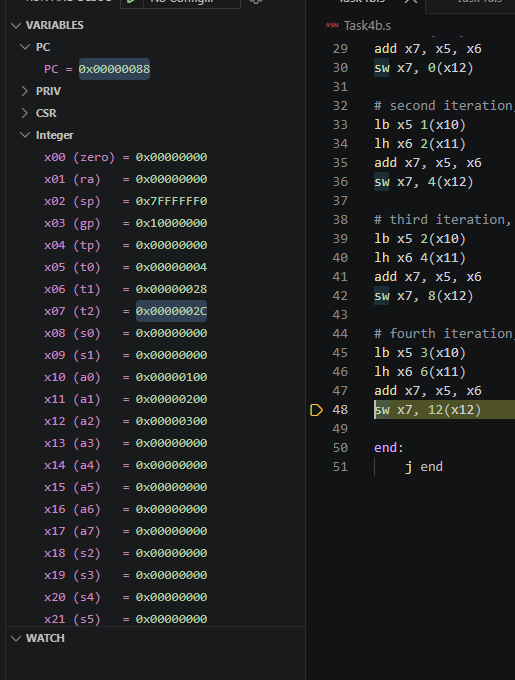 No Config...
VARIABLES
PC
PC = 0x00000088
PRIV
CSR
Integer
x00 (zero) = 0x00000000
x01 (ra) = 0x00000000
x02 (sp) = 0x7FFFFFF0
x03 (gp) = 0x10000000
x04 (tp) = 0x00000000
x05 (t0) = 0x00000004
x06 (t1) = 0x00000028
x07 (t2) = 0x0000002C
x08 (s0) = 0x00000000
x09 (s1) = 0x00000000
x10 (a0) = 0x00000100
x11 (a1) = 0x00000200
x12 (a2) = 0x00000300
x13 (a3) = 0x00000000
x14 (a4) = 0x00000000
x15 (a5) = 0x00000000
x16 (a6) = 0x00000000
x17 (a7) = 0x00000000
x18 (s2) = 0x00000000
x19 (s3) = 0x00000000
x20 (s4) = 0x00000000
x21 (s5) = 0x00000000
WATCH
ASM Task4b.s
29 add x7, x5, x6
30 sw x7, 0(x12)
31
32 # second iteration,
33 lb x5 1(x10)
34 lh x6 2(x11)
35 add x7, x5, x6
36 sw x7, 4(x12)
37
38 # third iteration,
39 lb x5 2(x10)
40 lh x6 4(x11)
41 add x7, x5, x6
42 sw x7, 8(x12)
43
44 # fourth iteration,
45 lb x5 3(x10)
46 lh x6 6(x11)
47 add x7, x5, x6
48 sw x7, 12(x12)
49
50 end:
51 j end